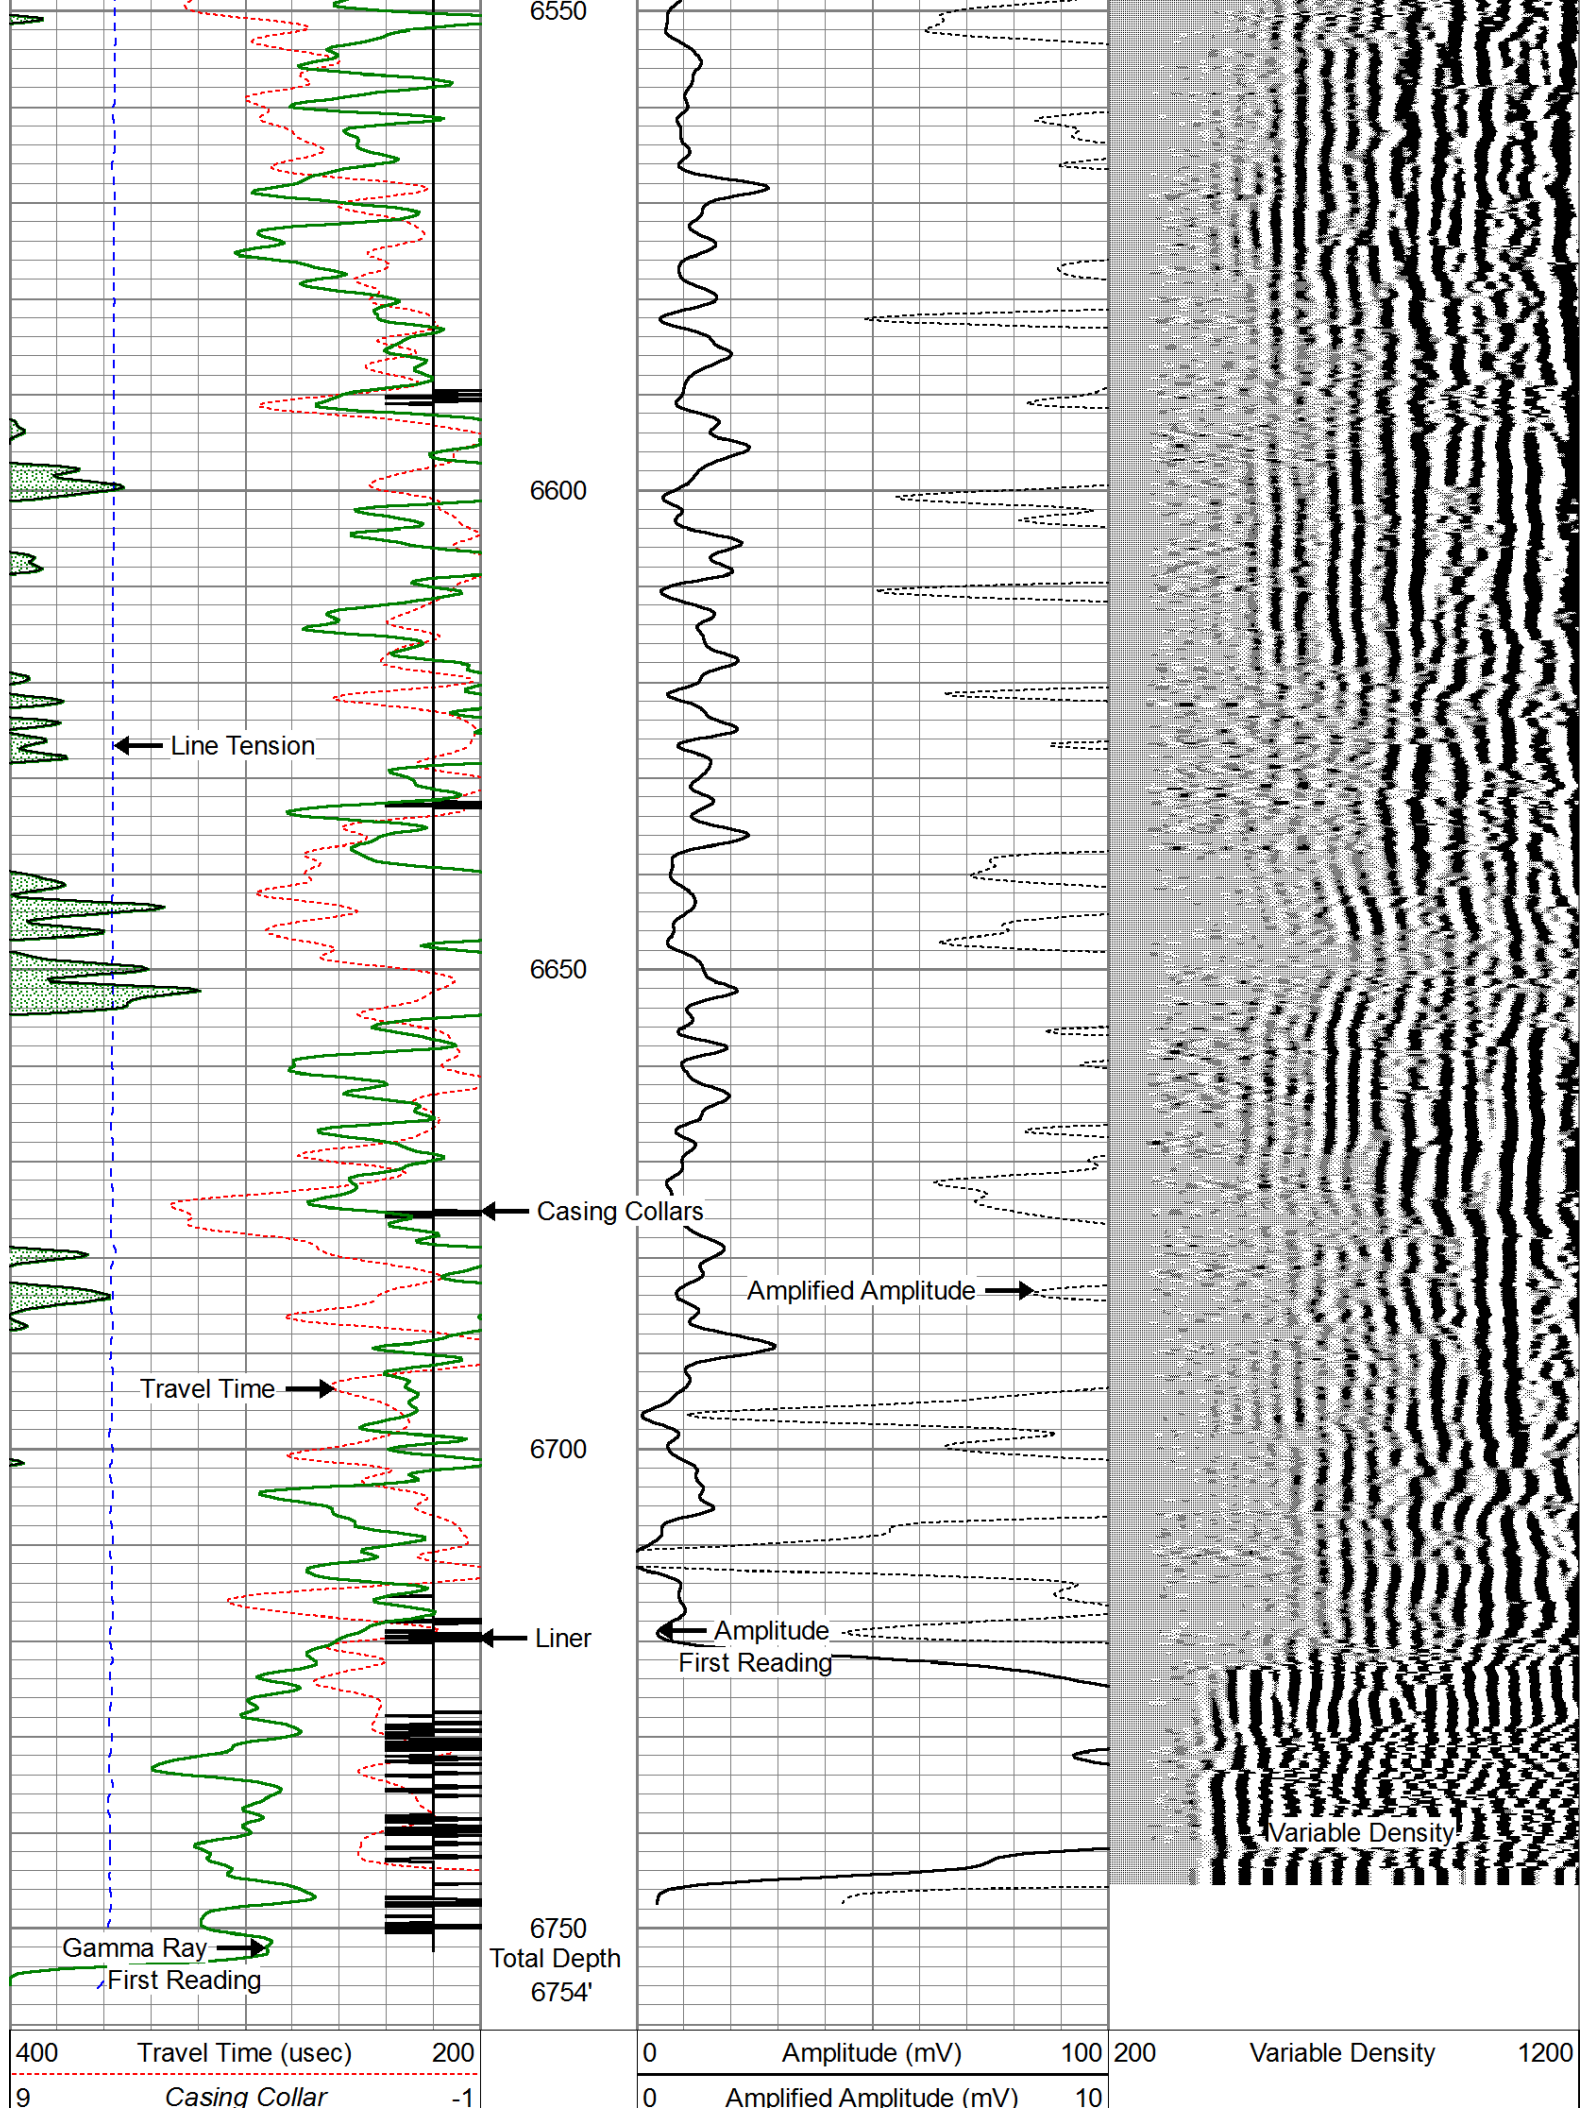 6550
6600
Line Tension
6650
Casing Collars
Amplified Amplitude
Travel Time
6700
Amplitude
Liner
First Reading
Variable Density
6750
Gamma Ray
Total Depth
First Reading
6754'
400 Travel Time (usec) 200 0 Amplitude (mV) 100 200 Variable Density 1200
9 Casing Collar -1 0 Amplified Amplitude (mV) 10